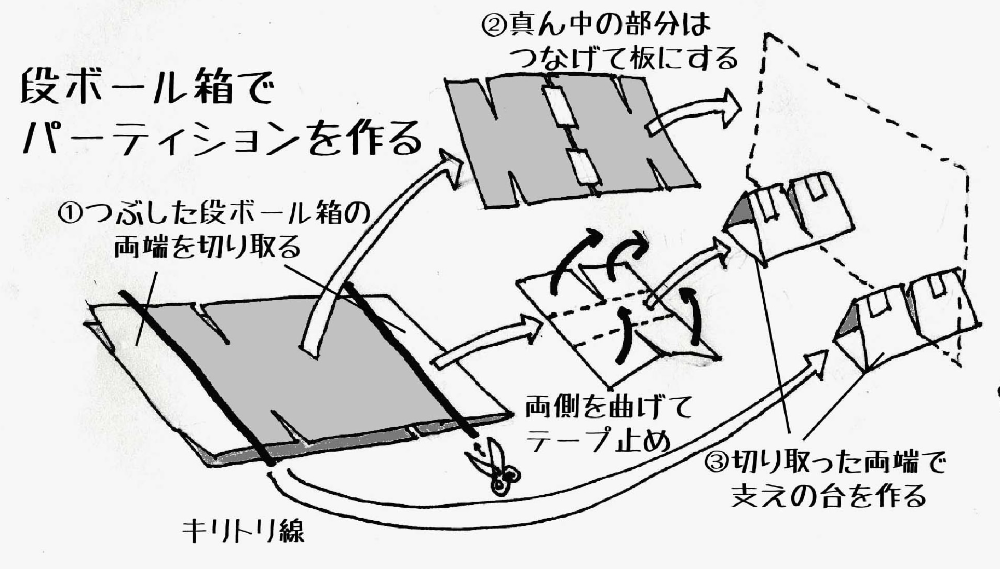 段ボール箱で
パーティションを作る
①つぶした段ボール箱の
両端を切り取る
②真ん中の部分は
つなげて板にする
両側を曲げて
テープ止め
③切り取った両端で
支えの台を作る
キリトリ線